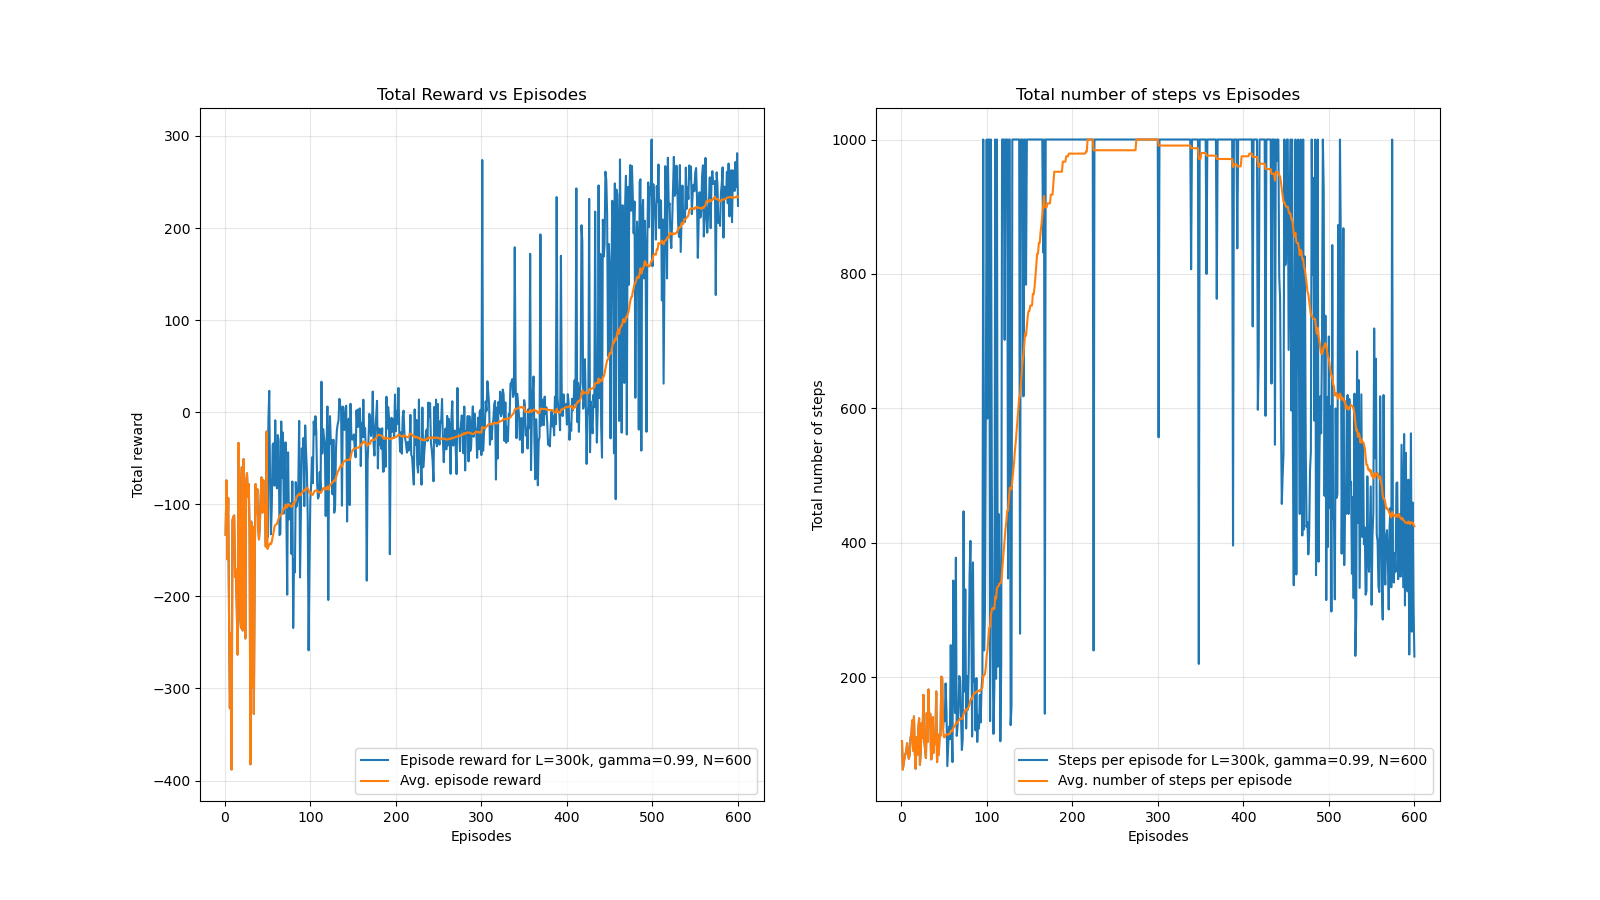 Total Reward vs Episodes
300
200
100
0
−100
−200
−300
−400
Total reward
0 100 200 300 400 500 600
Episodes
Episode reward for L=300k, gamma=0.99, N=600
Avg. episode reward
Total number of steps vs Episodes
1000
800
600
400
200
Total number of steps
0 100 200 300 400 500 600
Episodes
Steps per episode for L=300k, gamma=0.99, N=600
Avg. number of steps per episode